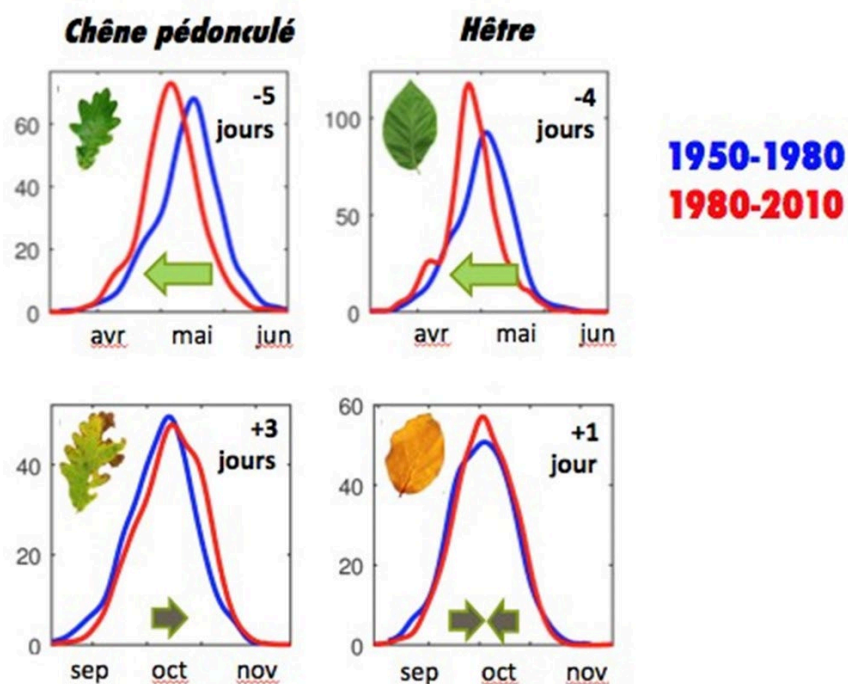 Chêne pédonculé
Hêtre
-5
jours
60
40
20
0
avr
mai
jun
-4
jours
100
50
0
avr
mai
jun
1950-1980
1980-2010
+3
jours
40
20
0
sep
oct
nov
+1
jour
60
40
20
0
sep
oct
nov